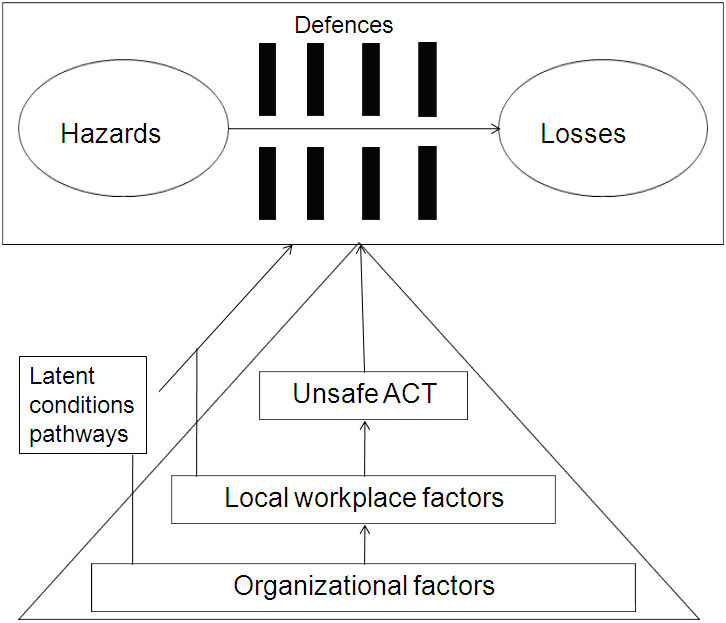 Defences
Hazards
Losses
Latent
conditions
pathways
Unsafe ACT
Local workplace factors
Organizational factors